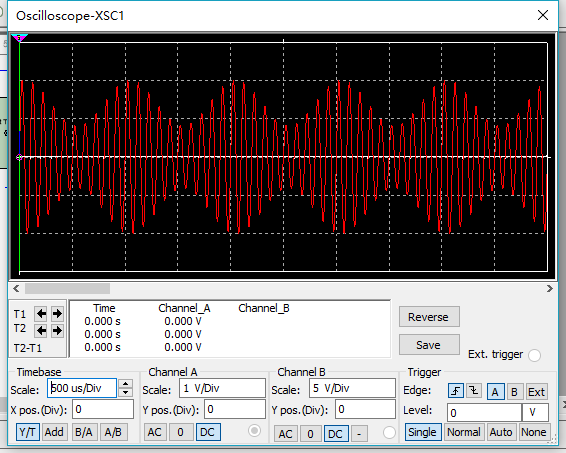 Oscilloscope-XSC1
T1
T2
T2-T1
Time Channel_A Channel_B
0.000 s 0.000 V
0.000 s 0.000 V
0.000 s 0.000 V
Reverse
Save
Ext. trigger
Timebase
Scale: 500 us/Div
X pos.(Div): 0
Y/T Add B/A A/B
Channel A
Scale: 1 V/Div
Y pos.(Div): 0
AC 0 DC
Channel B
Scale: 5 V/Div
Y pos.(Div): 0
AC 0 DC -
Trigger
Edge: A B Ext
Level: 0 V
Single Normal Auto None